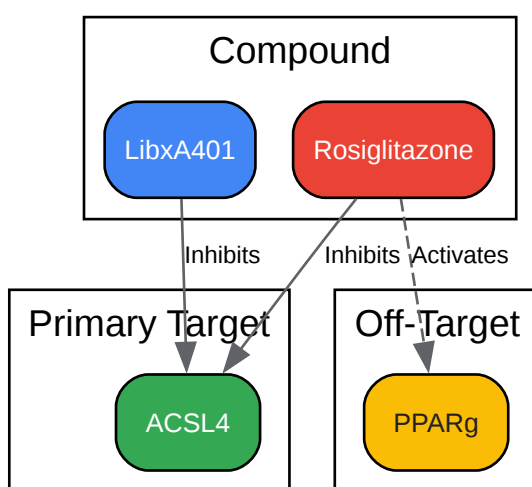 Compound
LibxA401
Rosiglitazone
Inhibits
Inhibits
Activates
Primary Target
Off-Target
ACSL4
PPARg